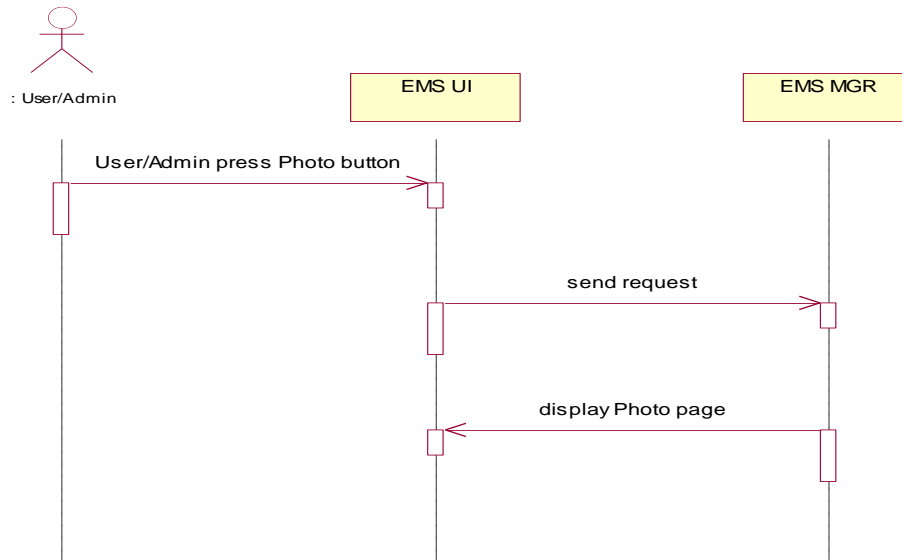 : User/Admin
EMS UI
EMS MGR
User/Admin press Photo button
send request
display Photo page